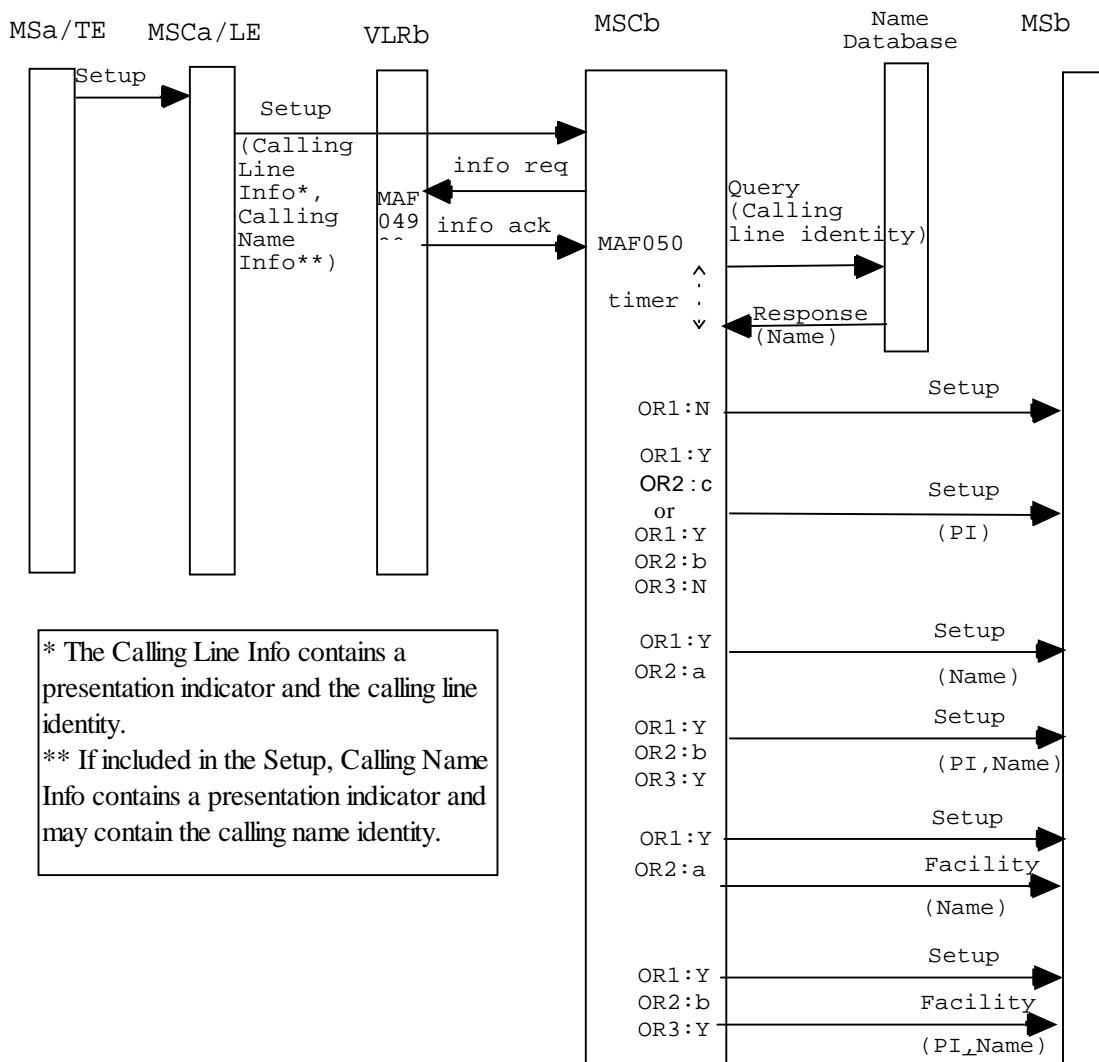 MSa/TE
MSCa/LE
VLRb
MSCb
Name
Database
MSb
Setup
Setup
(Calling
Line
Info*,
Calling
Name
Info**)
info req
MAF
049
info ack
MAF050
timer
Query
(Calling
line identity)
Response
(Name)
OR1:N
Setup
OR1:Y
OR2:c
or
OR1:Y
OR2:b
OR3:N
Setup
(PI)
OR1:Y
OR2:a
Setup
(Name)
OR1:Y
OR2:b
OR3:Y
Setup
(PI,Name)
OR1:Y
OR2:a
Setup
Facility
(Name)
OR1:Y
OR2:b
OR3:Y
Setup
Facility
(PI,Name)
* The Calling Line Info contains a
presentation indicator and the calling line
identity.
** If included in the Setup, Calling Name
Info contains a presentation indicator and
may contain the calling name identity.